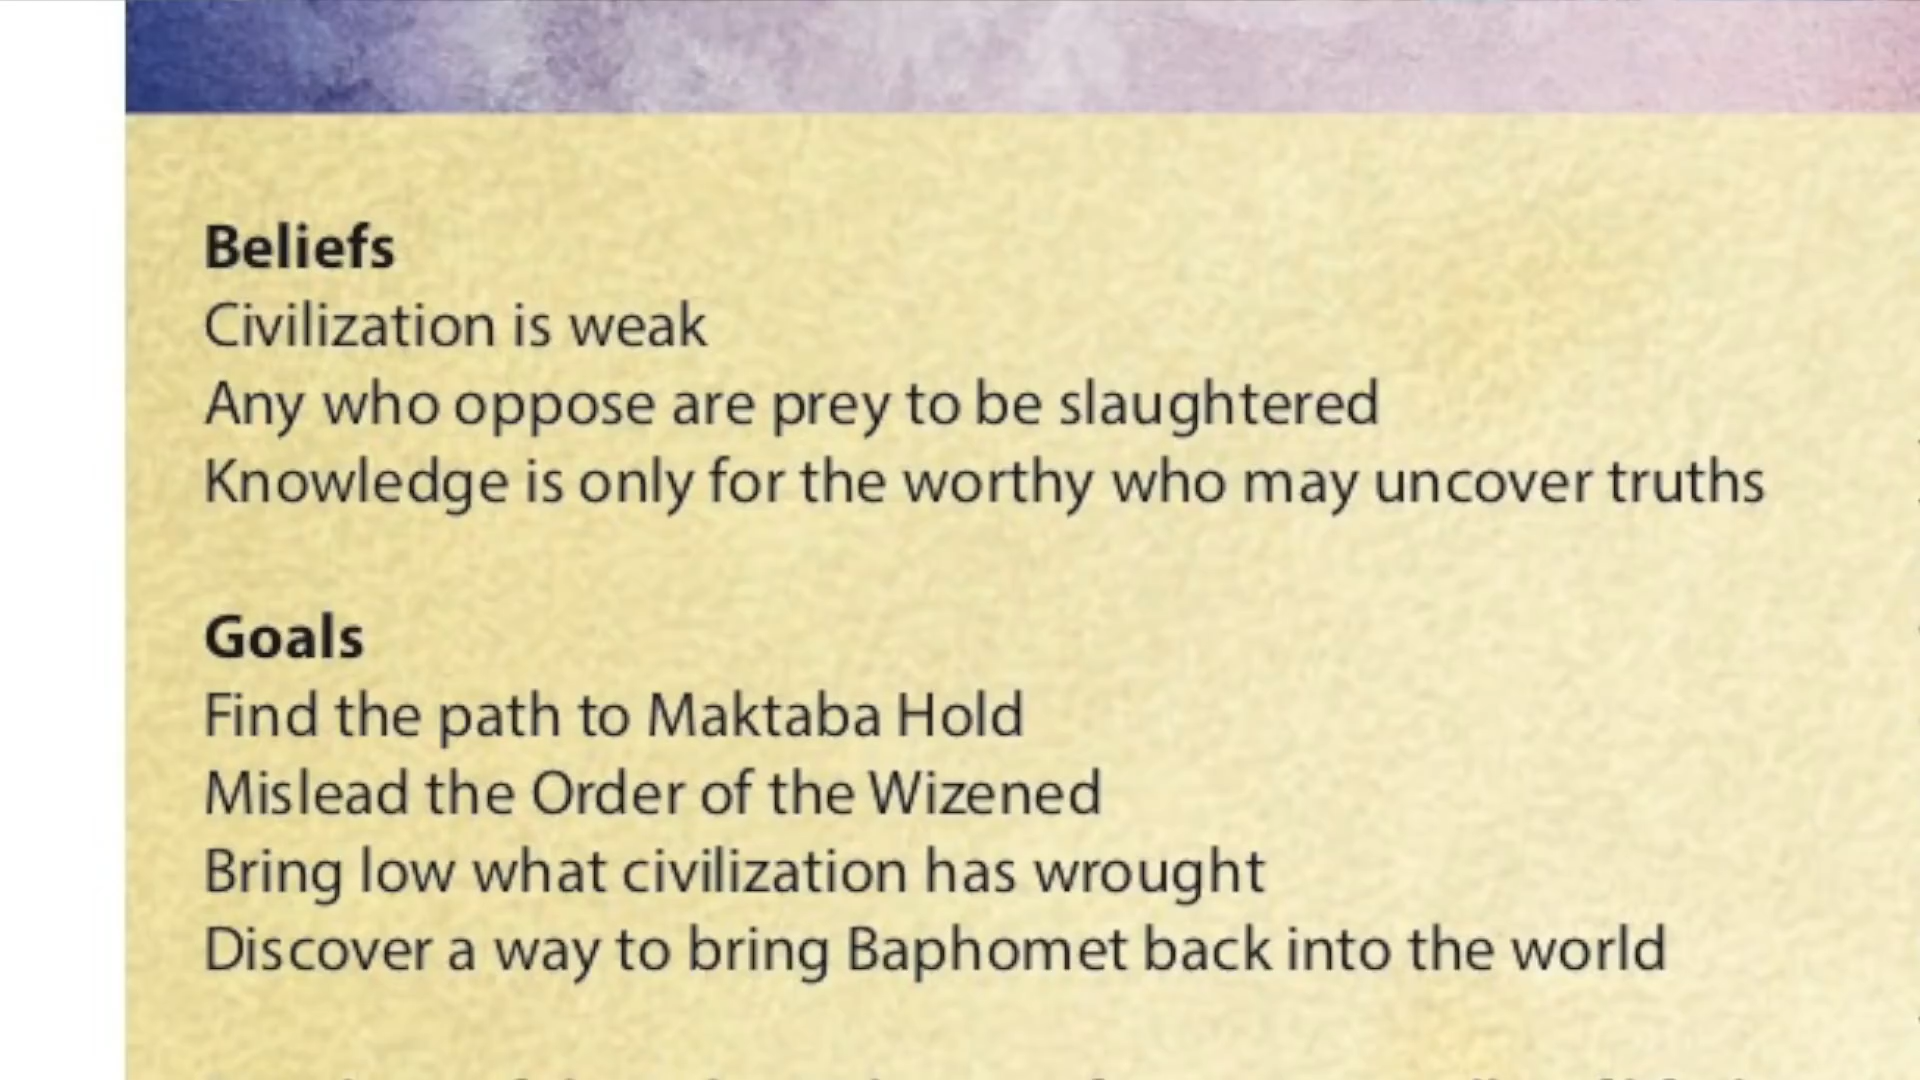 Beliefs
Civilization is weak
Any who oppose are prey to be slaughtered
Knowledge is only for the worthy who may uncover truths
Goals
Find the path to Maktaba Hold
Mislead the Order of the Wizened
Bring low what civilization has wrought
Discover a way to bring Baphomet back into the world